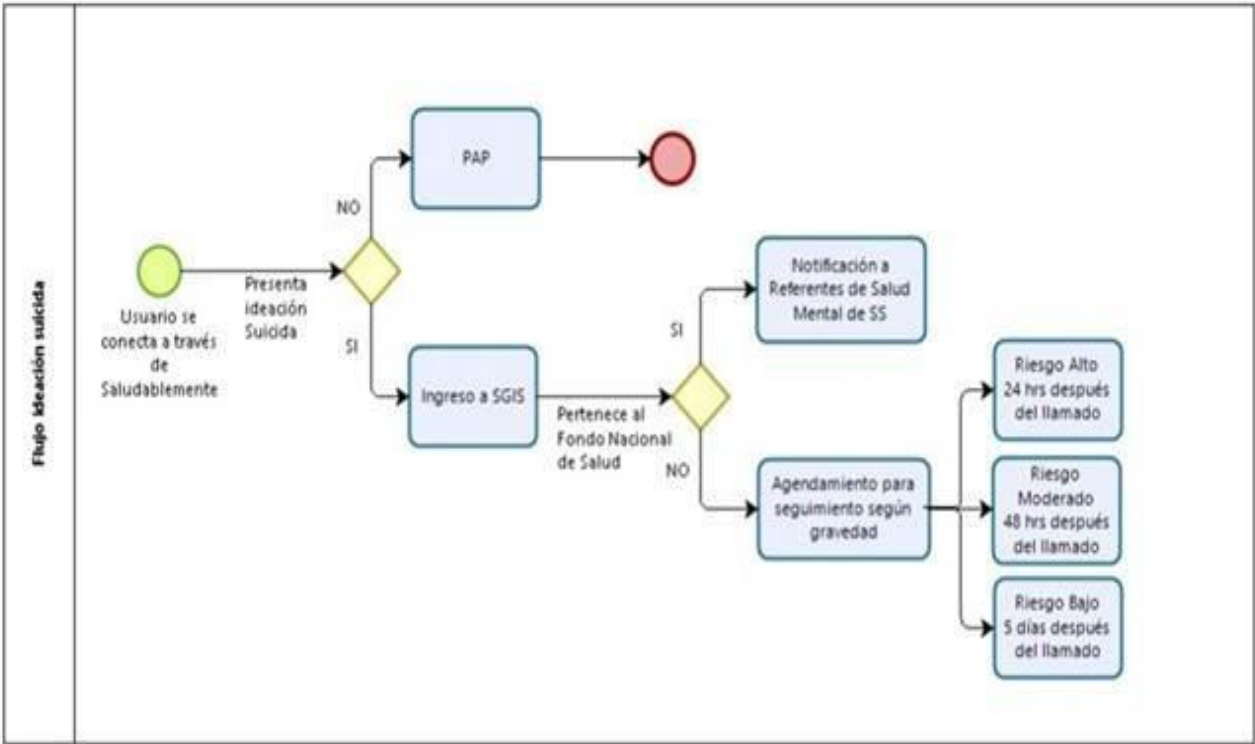 Flujo ideación suicida
Usuario se
conecta a través
de
Saludablemente
Presenta
ideación
Suicida
NO
PAP
SI
Ingreso a SGIS
Pertenece al
Fondo Nacional
de Salud
SI
Notificación a
Referentes de Salud
Mental de SS
NO
Agendamiento para
seguimiento según
gravedad
Riesgo Alto
24 hrs después
del llamado
Riesgo
Moderado
48 hrs después
del llamado
Riesgo Bajo
5 días después
del llamado